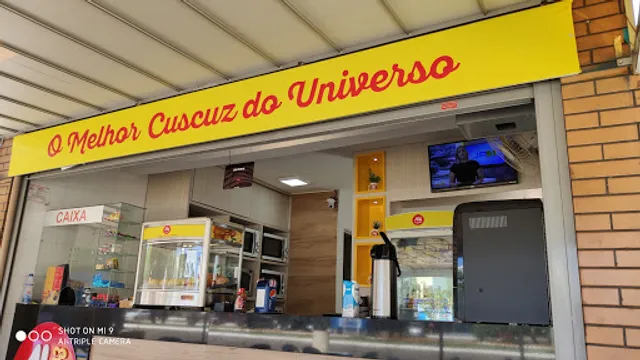 O Melhor Cuscuz do Universo
CAIXA
SHOT ON MI 9
AI TRIPLE CAMERA